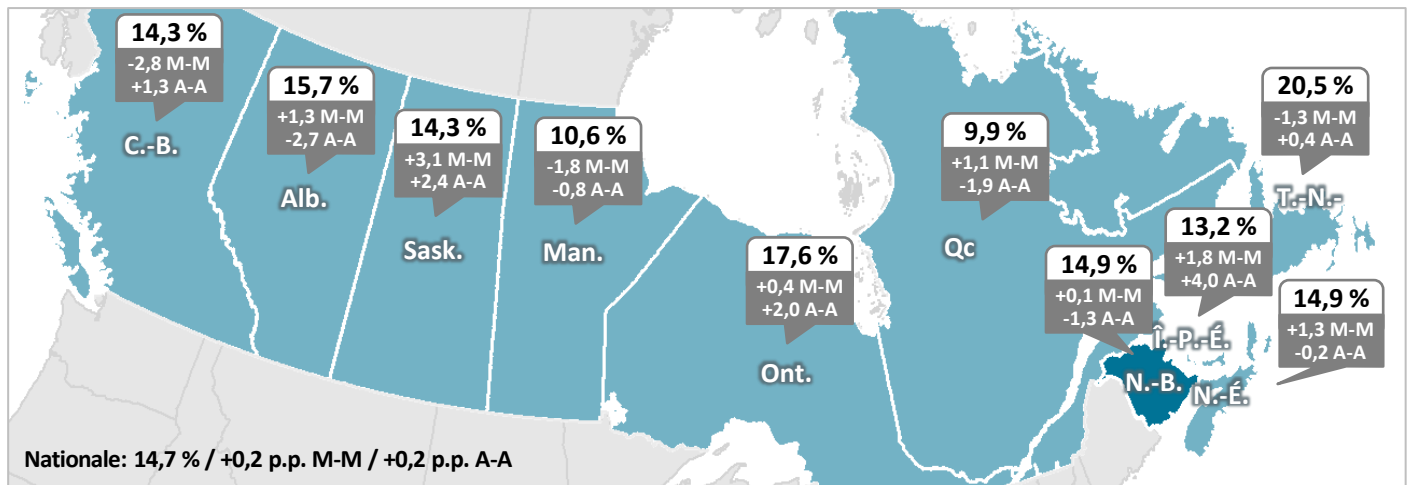 14,3 %
-2,8 M-M
+1,3 A-A
C.-B.
15,7 %
+1,3 M-M
-2,7 A-A
Alb.
14,3 %
+3,1 M-M
+2,4 A-A
Sask.
10,6 %
-1,8 M-M
-0,8 A-A
Man.
17,6 %
+0,4 M-M
+2,0 A-A
Ont.
9,9 %
+1,1 M-M
-1,9 A-A
Qc
20,5 %
-1,3 M-M
+0,4 A-A
T.-N.-
13,2 %
+1,8 M-M
+4,0 A-A
Î.-P.-É.
14,9 %
+0,1 M-M
-1,3 A-A
N.-B.
14,9 %
+1,3 M-M
-0,2 A-A
N.-É.
Nationale: 14,7 % / +0,2 p.p. M-M / +0,2 p.p. A-A